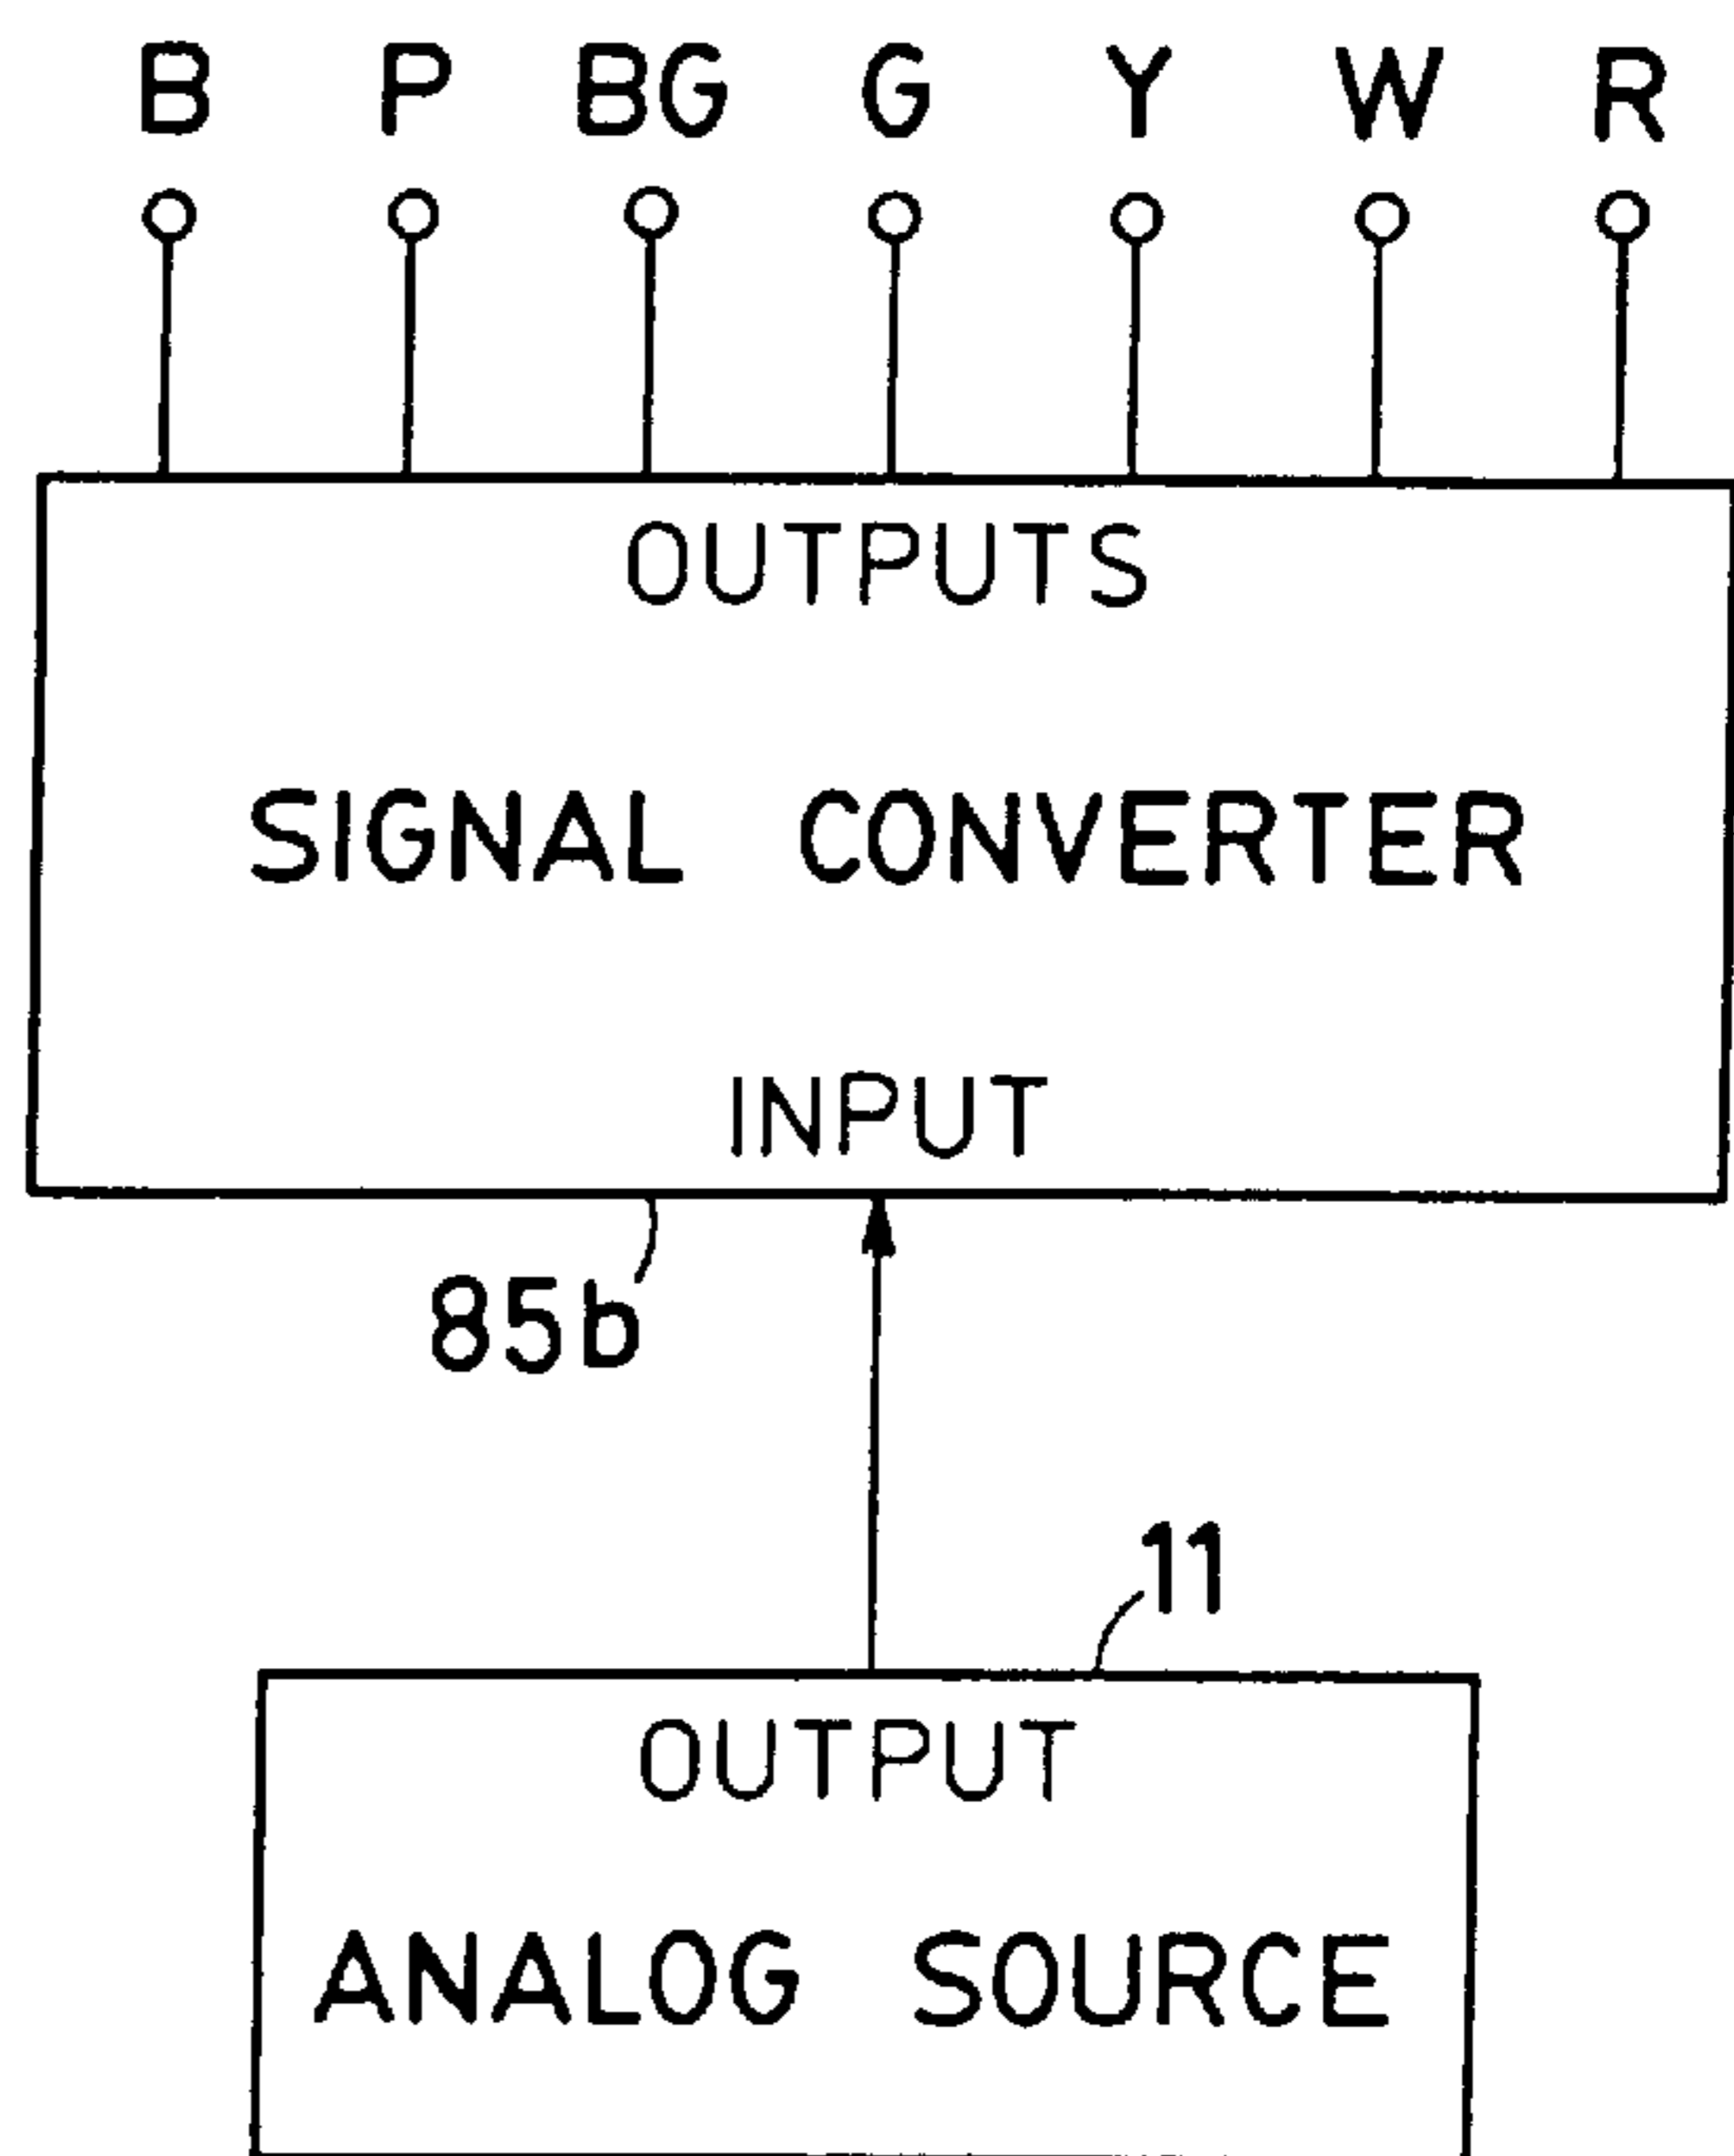 B P BG G Y W R
OUTPUTS
SIGNAL CONVERTER
INPUT
85b
11
OUTPUT
ANALOG SOURCE